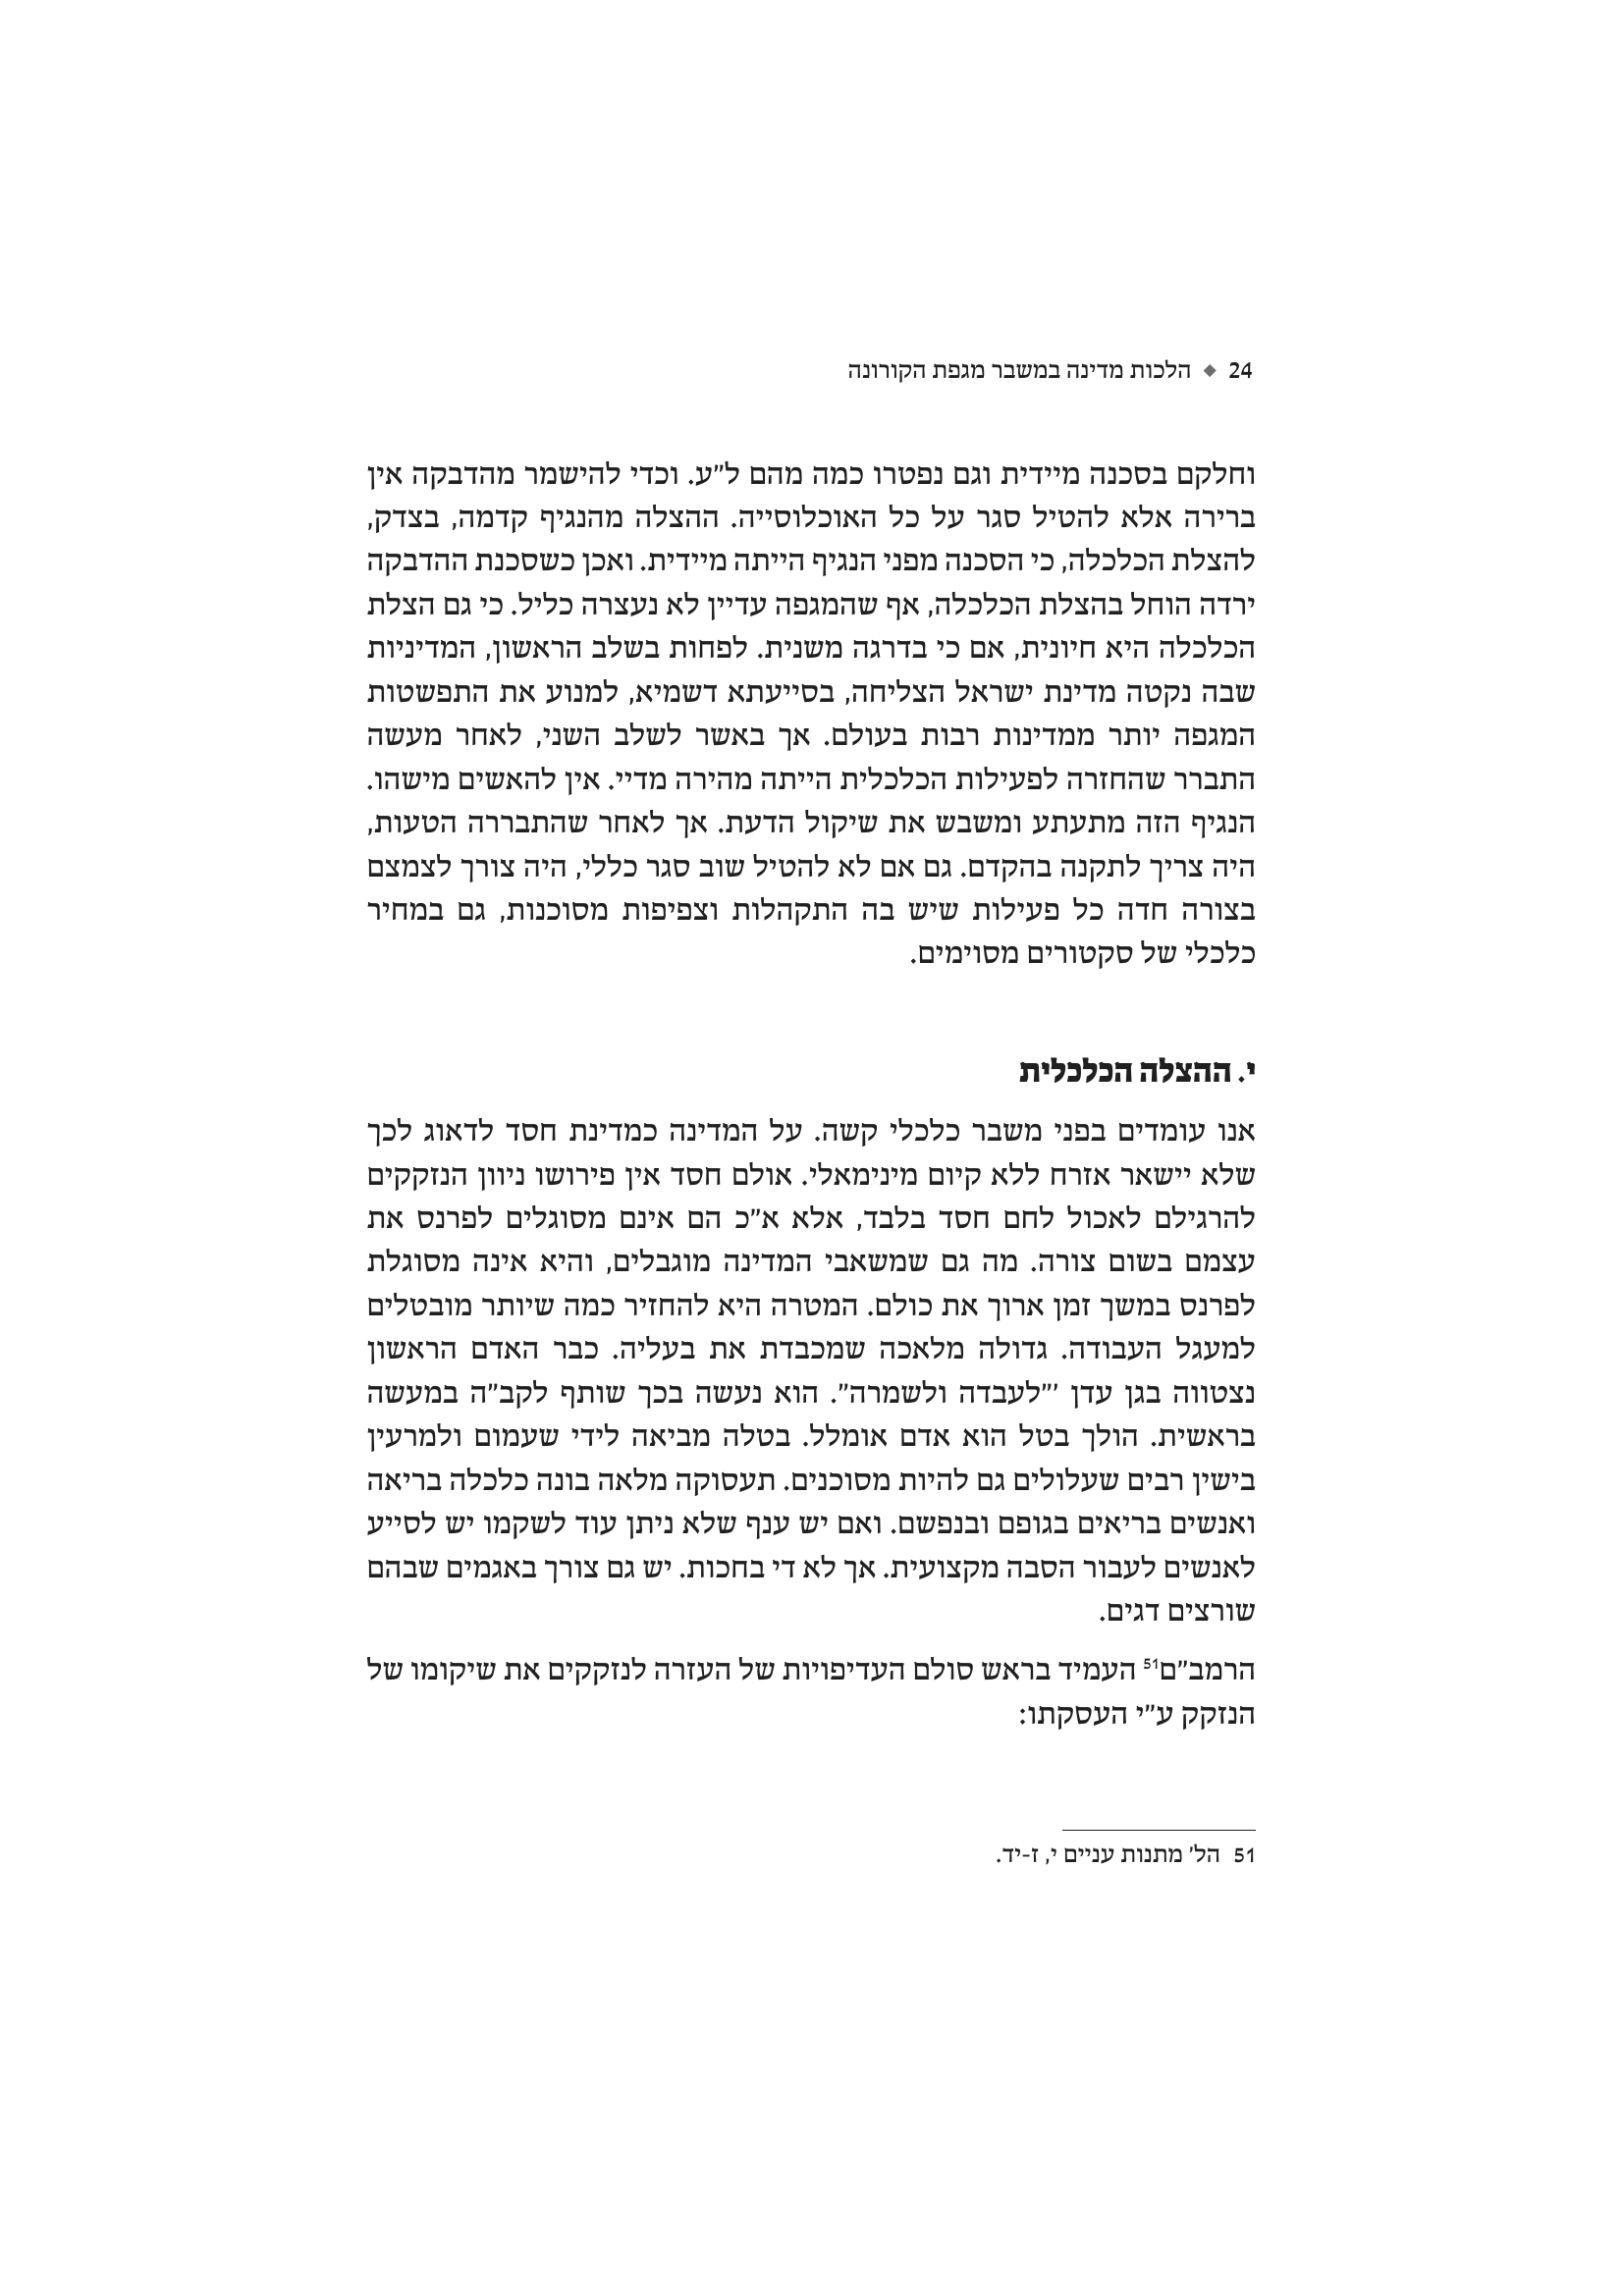 24 ◆ הלכות מדינה במשבר מגפת הקורונה
וחלקם בסכנה מיידית וגם נפטרו כמה מהם ל״ע. וכדי להישמר מהדבקה אין
ברירה אלא להטיל סגר על כל האוכלוסייה. ההצלה מהנגיף קדמה, בצדק,
להצלת הכלכלה, כי הסכנה מפני הנגיף הייתה מיידית. ואכן כשסכנת ההדבקה
ירדה הוחל בהצלת הכלכלה, אף שהמגפה עדיין לא נעצרה כליל. כי גם הצלת
הכלכלה היא חיונית, אם כי בדרגה משנית. לפחות בשלב הראשון, המדיניות
שבה נקטה מדינת ישראל הצליחה, בסייעתא דשמיא, למנוע את התפשטות
המגפה יותר ממדינות רבות בעולם. אך באשר לשלב השני, לאחר מעשה
התברר שהחזרה לפעילות הכלכלית הייתה מהירה מדיי. אין להאשים מישהו.
הנגיף הזה מתעתע ומשבש את שיקול הדעת. אך לאחר שהתבררה הטעות,
היה צריך לתקנה בהקדם. גם אם לא להטיל שוב סגר כללי, היה צורך לצמצם
בצורה חדה כל פעילות שיש בה התקהלות וצפיפות מסוכנות, גם במחיר
כלכלי של סקטורים מסוימים.
י. ההצלה הכלכלית
אנו עומדים בפני משבר כלכלי קשה. על המדינה כמדינת חסד לדאוג לכך
שלא יישאר אזרח ללא קיום מינימאלי. אולם חסד אין פירושו ניוון הנזקקים
להרגילם לאכול לחם חסד בלבד, אלא א״כ הם אינם מסוגלים לפרנס את
עצמם בשום צורה. מה גם שמשאבי המדינה מוגבלים, והיא אינה מסוגלת
לפרנס במשך זמן ארוך את כולם. המטרה היא להחזיר כמה שיותר מובטלים
למעגל העבודה. גדולה מלאכה שמכבדת את בעליה. כבר האדם הראשון
נצטווה בגן עדן ׳״לעבדה ולשמרה״. הוא נעשה בכך שותף לקב״ה במעשה
בראשית. הולך בטל הוא אדם אומלל. בטלה מביאה לידי שעמום ולמרעין
בישין רבים שעלולים גם להיות מסוכנים. תעסוקה מלאה בונה כלכלה בריאה
ואנשים בריאים בגופם ובנפשם. ואם יש ענף שלא ניתן עוד לשקמו יש לסייע
לאנשים לעבור הסבה מקצועית. אך לא די בחכות. יש גם צורך באגמים שבהם
שורצים דגים.
הרמב״ם51 העמיד בראש סולם העדיפויות של העזרה לנזקקים את שיקומו של
הנזקק ע״י העסקתו:
51 הל׳ מתנות עניים י, ז-יד.